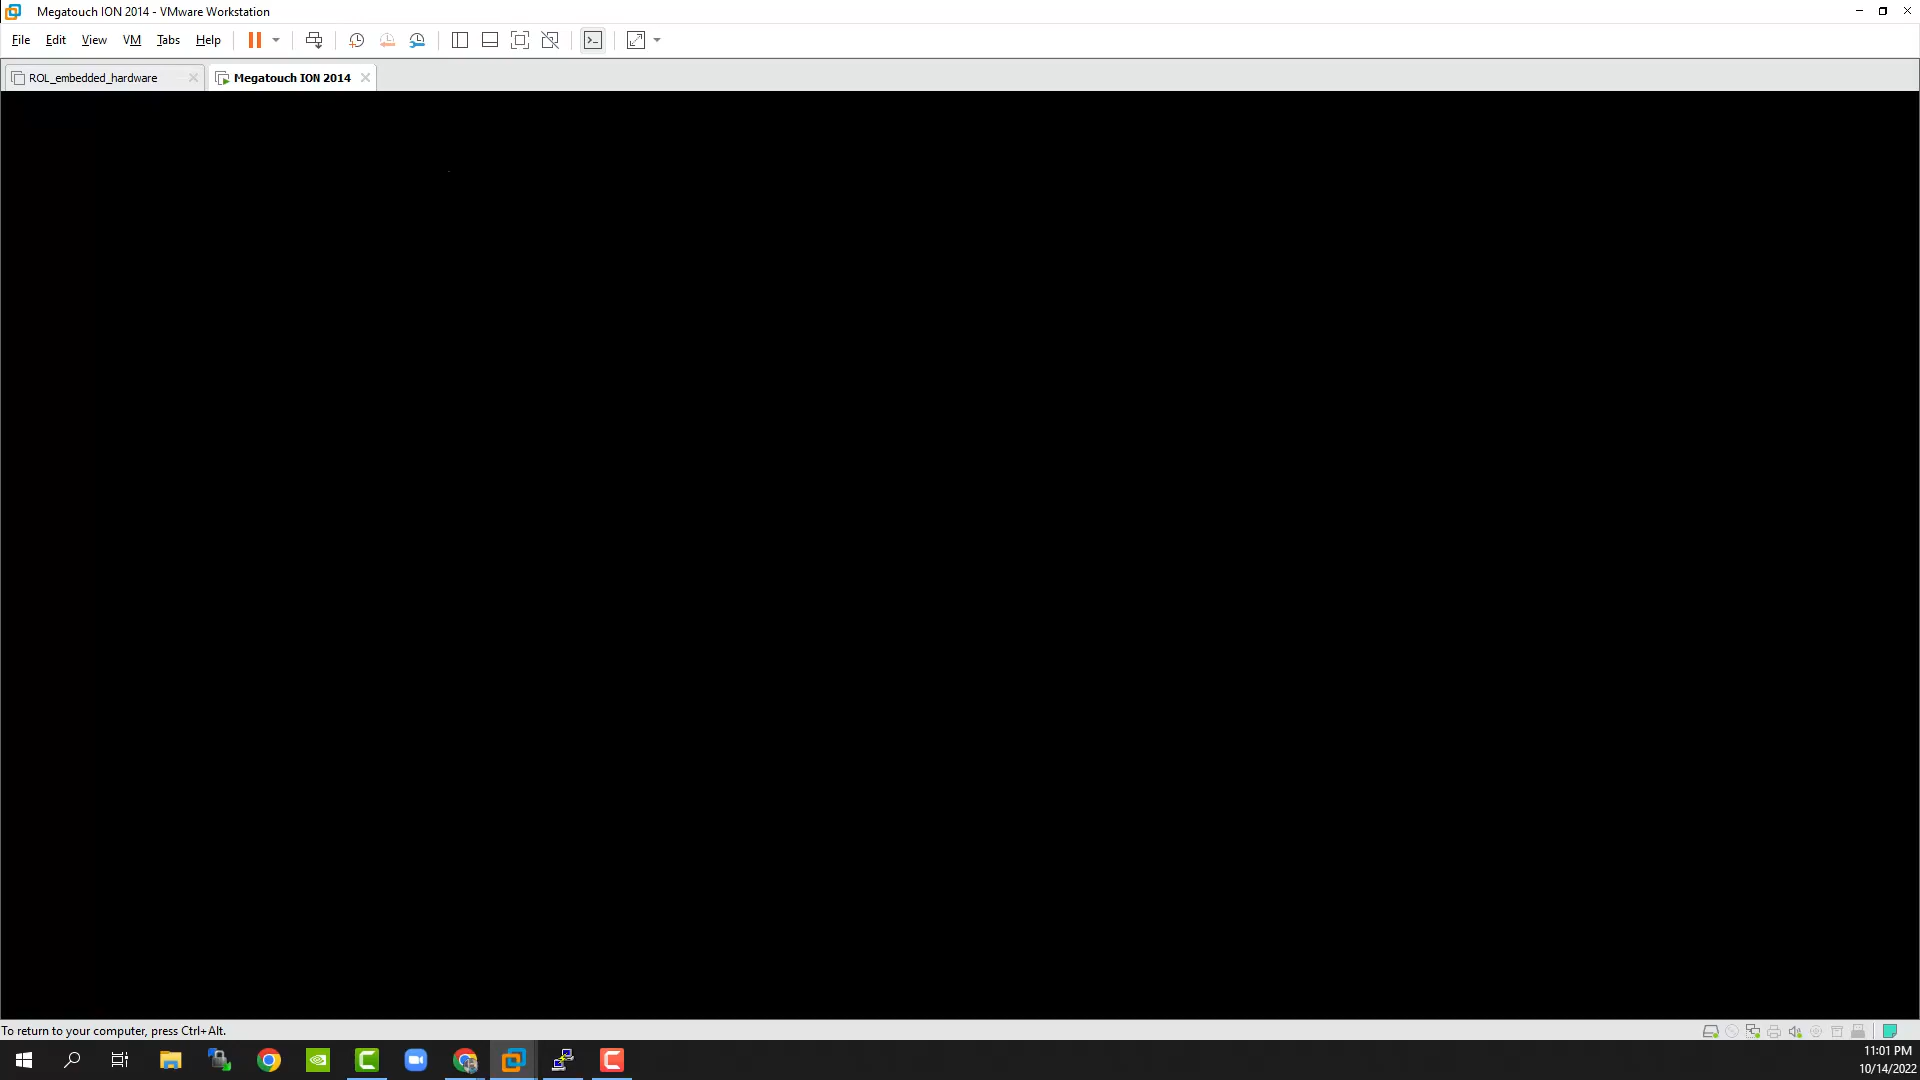 Megatouch ION 2014 - VMware Workstation
File Edit View VM Tabs Help
ROL_embedded_hardware Megatouch ION 2014
To return to your computer, press Ctrl+Alt.
11:01 PM
10/14/2022